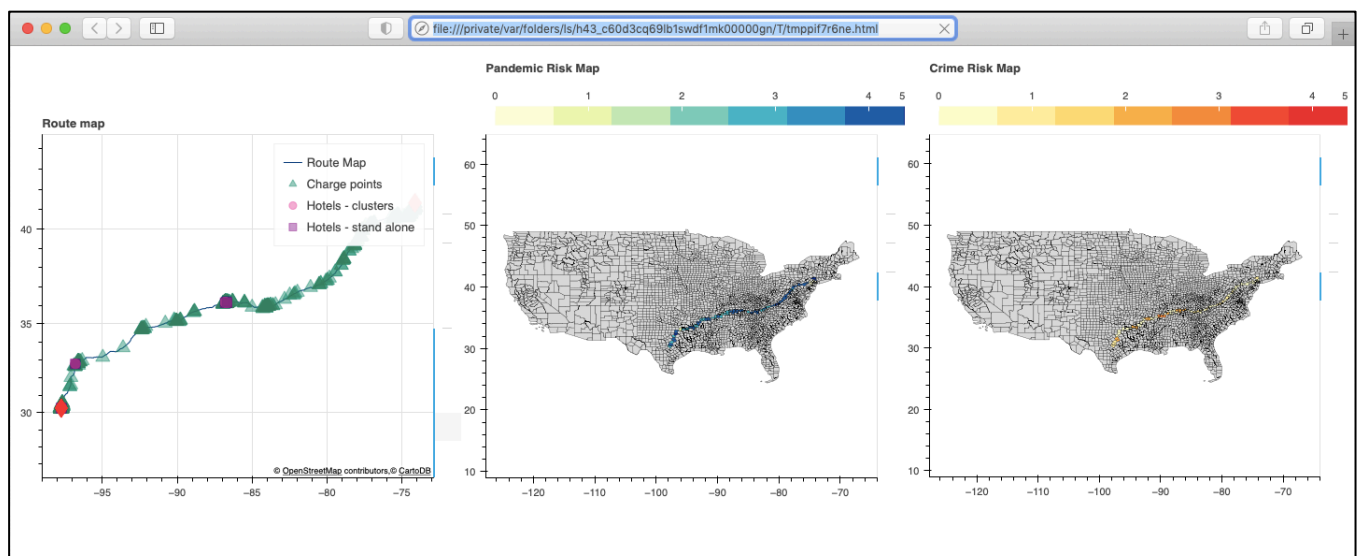 file:///private/var/folders/ls/h43_c60d3cq69lb1swdf1mk00000gn/T/tmppif7r6ne.html
Route map
Route Map
Charge points
Hotels - clusters
Hotels - stand alone
40
35
30
© OpenStreetMap contributors,© CartoDB
−95 −90 −85 −80 −75
Pandemic Risk Map
0 1 2 3 4 5
60
50
40
30
20
10
−120 −110 −100 −90 −80 −70
Crime Risk Map
0 1 2 3 4 5
60
50
40
30
20
10
−120 −110 −100 −90 −80 −70